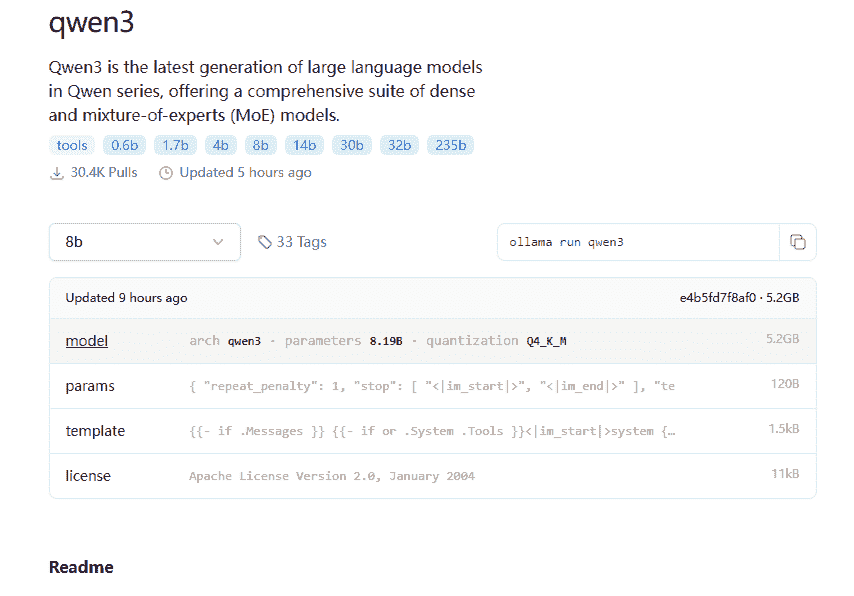 qwen3
Qwen3 is the latest generation of large language models
in Qwen series, offering a comprehensive suite of dense
and mixture-of-experts (MoE) models.
tools 0.6b 1.7b 4b 8b 14b 30b 32b 235b
30.4K Pulls Updated 5 hours ago
8b 33 Tags ollama run qwen3
Updated 9 hours ago e4b5fd7f8af0 · 5.2GB
model arch qwen3 · parameters 8.19B · quantization Q4_K_M 5.2GB
params { "repeat_penalty": 1, "stop": [ "<|im_start|>", "<|im_end|>" ], "te 120B
template {{- if .Messages }} {{- if or .System .Tools }}<|im_start|>system {… 1.5kB
license Apache License Version 2.0, January 2004 11kB
Readme